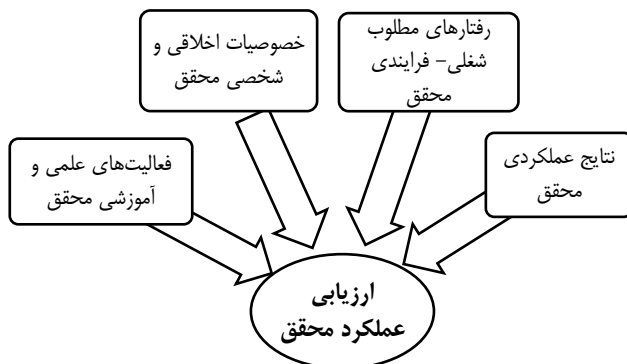 رفتارهای مطلوب
شغلی- فرایندی
محقق
خصوصیات اخلاقی و
شخصی محقق
نتایج عملکردی
محقق
فعالیت‌های علمی و
آموزشی محقق
ارزیابی
عملکرد محقق